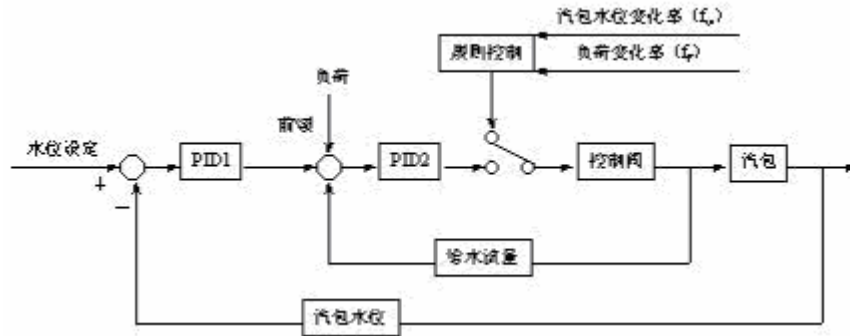 汽包水位变化率（fw）
规则控制
负荷变化率（f）
负荷
前馈
水位设定
+
PID1
PID2
控制阀
汽包
−
给水流量
汽包水位